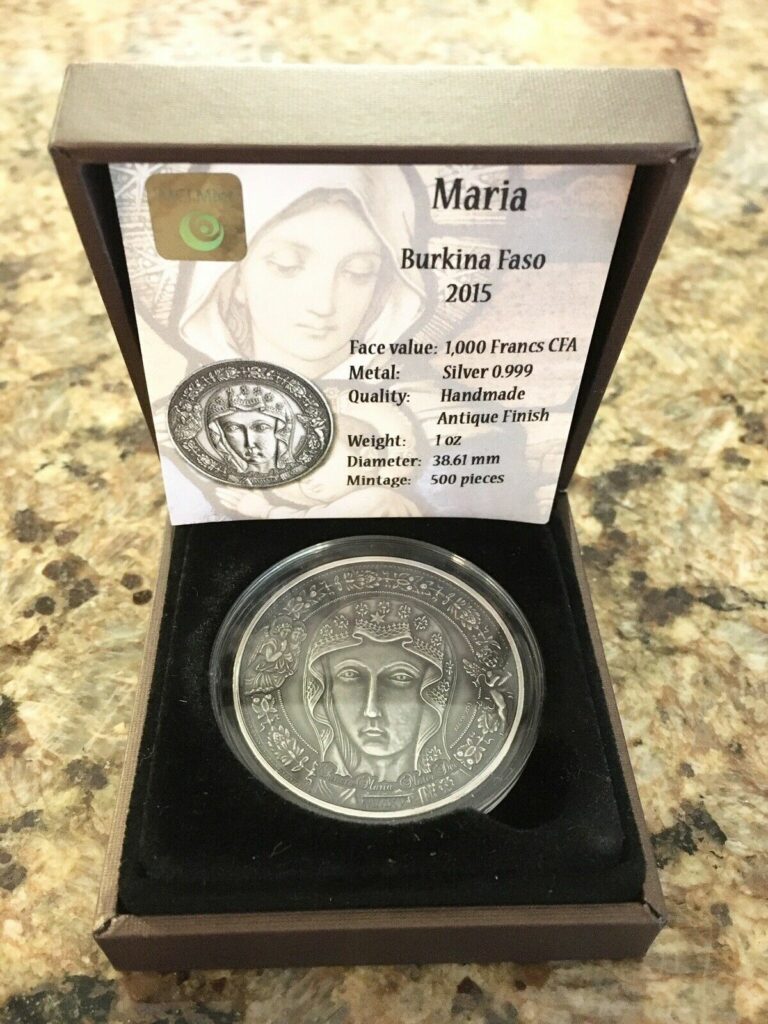 Maria
Burkina Faso
2015
Face value: 1,000 Francs CFA
Metal: Silver 0.999
Quality: Handmade
Antique Finish
Weight: 1 oz
Diameter: 38.61 mm
Mintage: 500 pieces
Maria